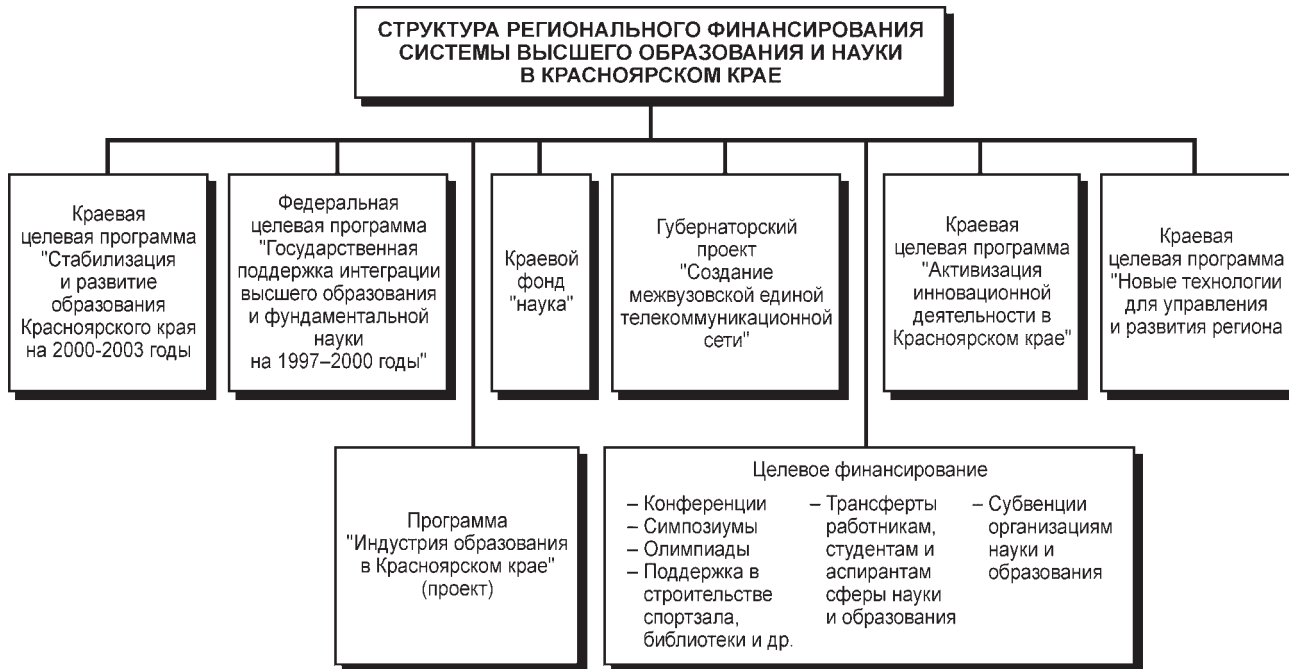 СТРУКТУРА РЕГИОНАЛЬНОГО ФИНАНСИРОВАНИЯ
СИСТЕМЫ ВЫСШЕГО ОБРАЗОВАНИЯ И НАУКИ
В КРАСНОЯРСКОМ КРАЕ
Краевая
целевая программа
"Стабилизация
и развитие
образования
Красноярского края
на 2000-2003 годы
Федеральная
целевая программа
"Государственная
поддержка интеграции
высшего образования
и фундаментальной
науки
на 1997–2000 годы"
Краевой
фонд
"наука"
Губернаторский
проект
"Создание
межвузовской единой
телекоммуникационной
сети"
Краевая
целевая программа
"Активизация
инновационной
деятельности в
Красноярском крае"
Краевая
целевая программа
"Новые технологии
для управления
и развития региона
Программа
"Индустрия образования
в Красноярском крае"
(проект)
Целевое финансирование
– Конференции
– Симпозиумы
– Олимпиады
– Поддержка в
строительстве
спортзала,
библиотеки и др.
– Трансферты
работникам,
студентам и
аспирантам
сферы науки
и образования
– Субвенции
организациям
науки и
образования